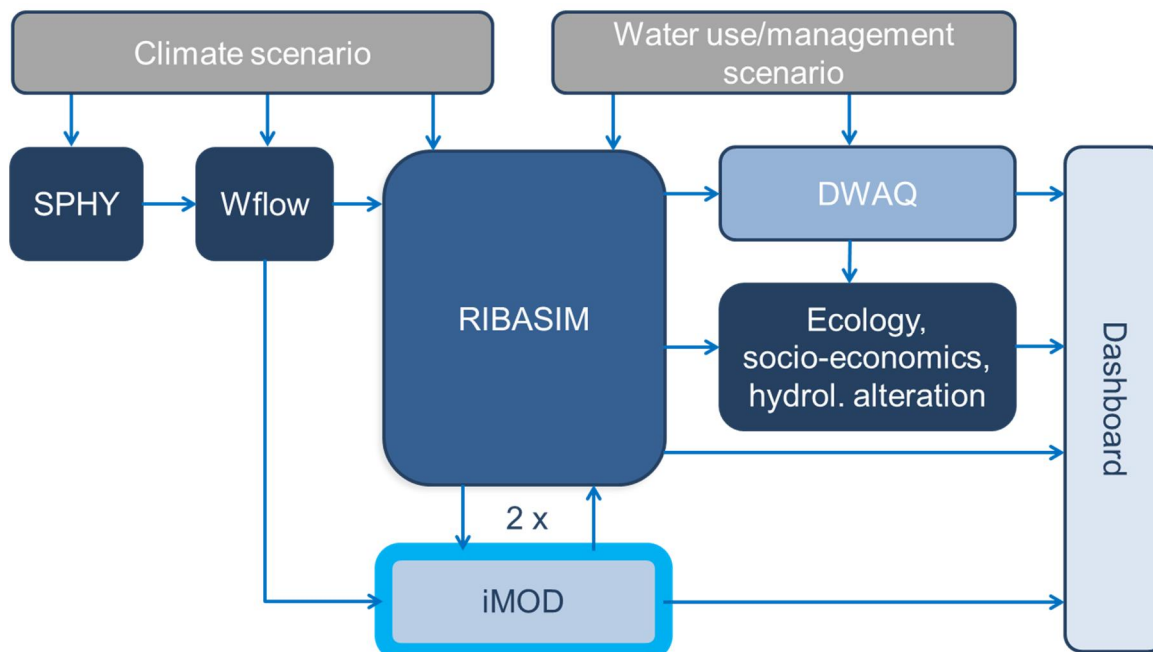 Climate scenario
Water use/management
scenario
SPHY
Wflow
RIBASIM
DWAQ
Ecology,
socio-economics,
hydrol. alteration
Dashboard
2 x
iMOD